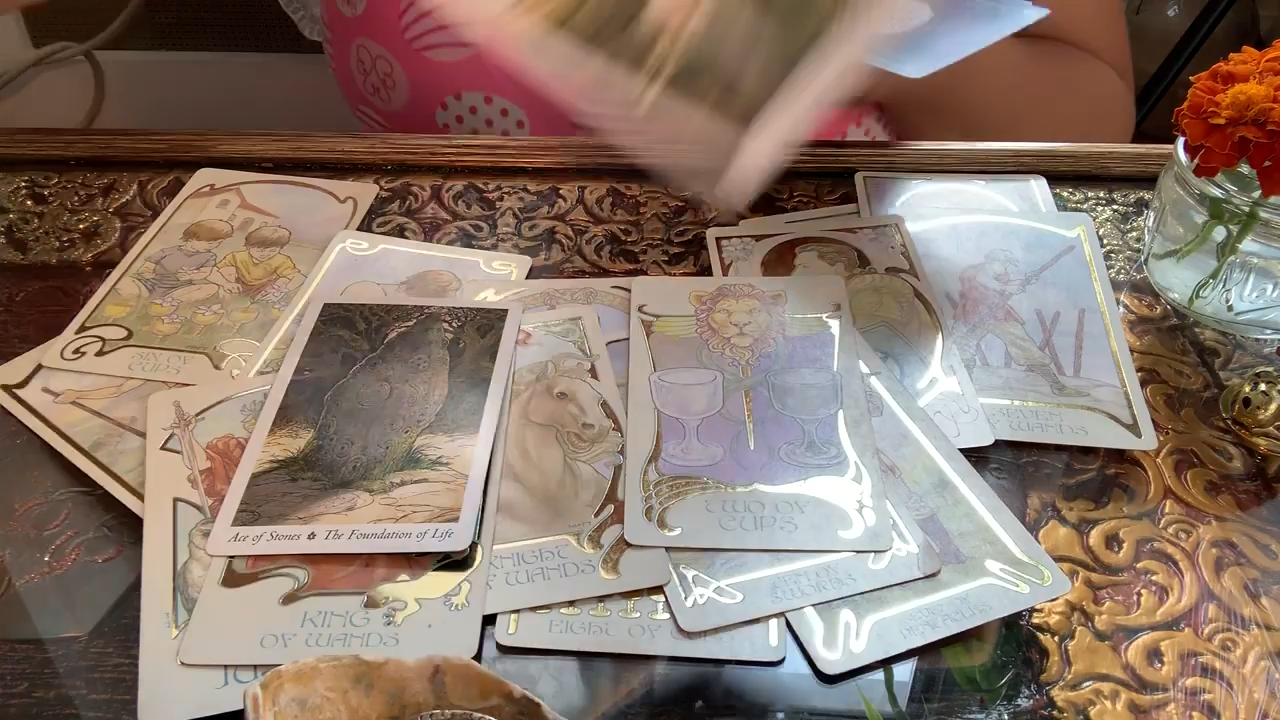 SIX OF
CUPS
Ace of Stones ✽ The Foundation of Life
KING
OF WANDS
KNIGHT
OF WANDS
EIGHT OF
TWO OF
CUPS
SWORDS
SEVEN
OF WANDS